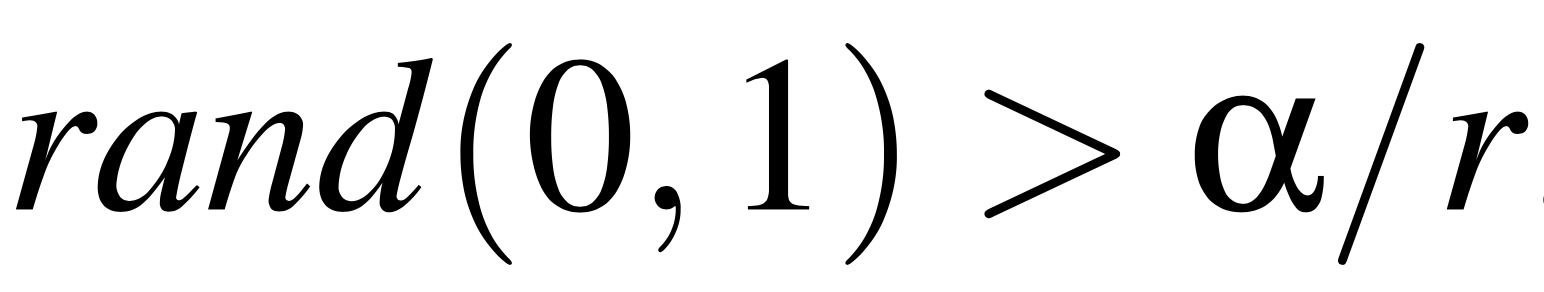 rand(0, 1) > α/r